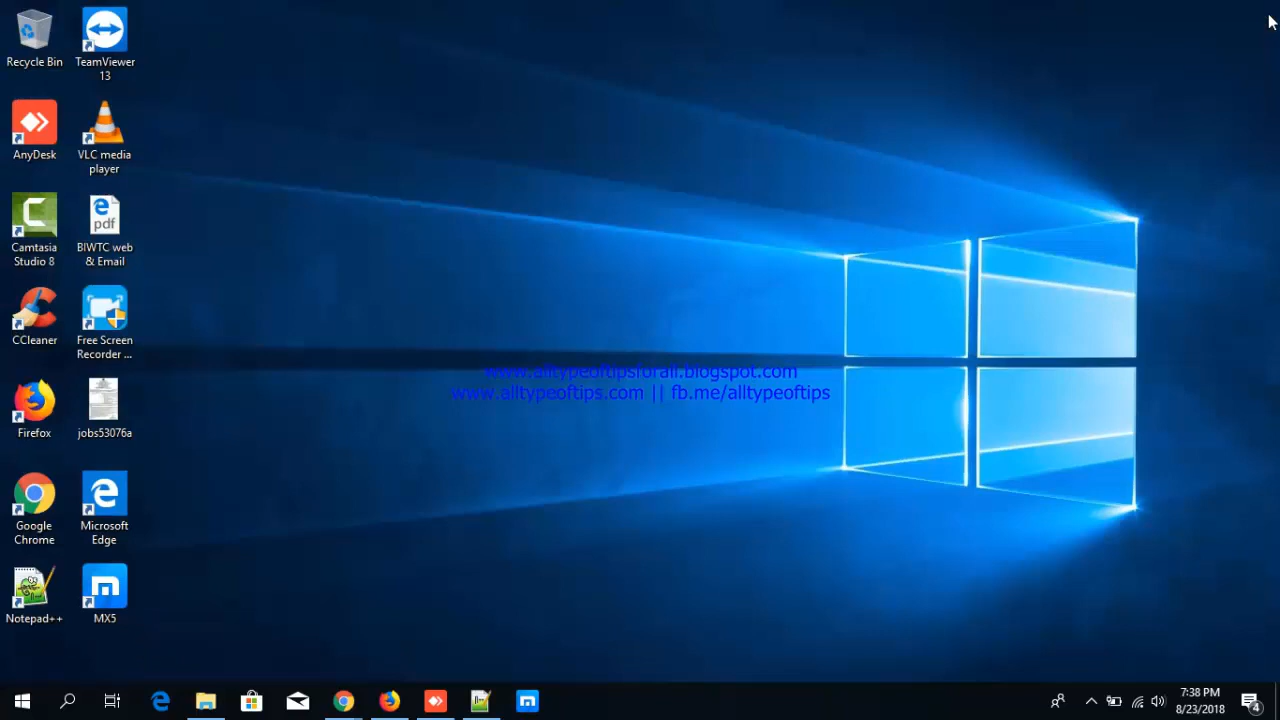 Recycle Bin
TeamViewer
13
AnyDesk
VLC media
player
Camtasia
Studio 8
pdf
BIWTC web
& Email
CCleaner
Free Screen
Recorder ...
Firefox
jobs53076a
Google
Chrome
Microsoft
Edge
Notepad++
MX5
www.alltypeoftipsforall.blogspot.com
www.alltypeoftips.com || fb.me/alltypeoftips
7:38 PM
8/23/2018
4